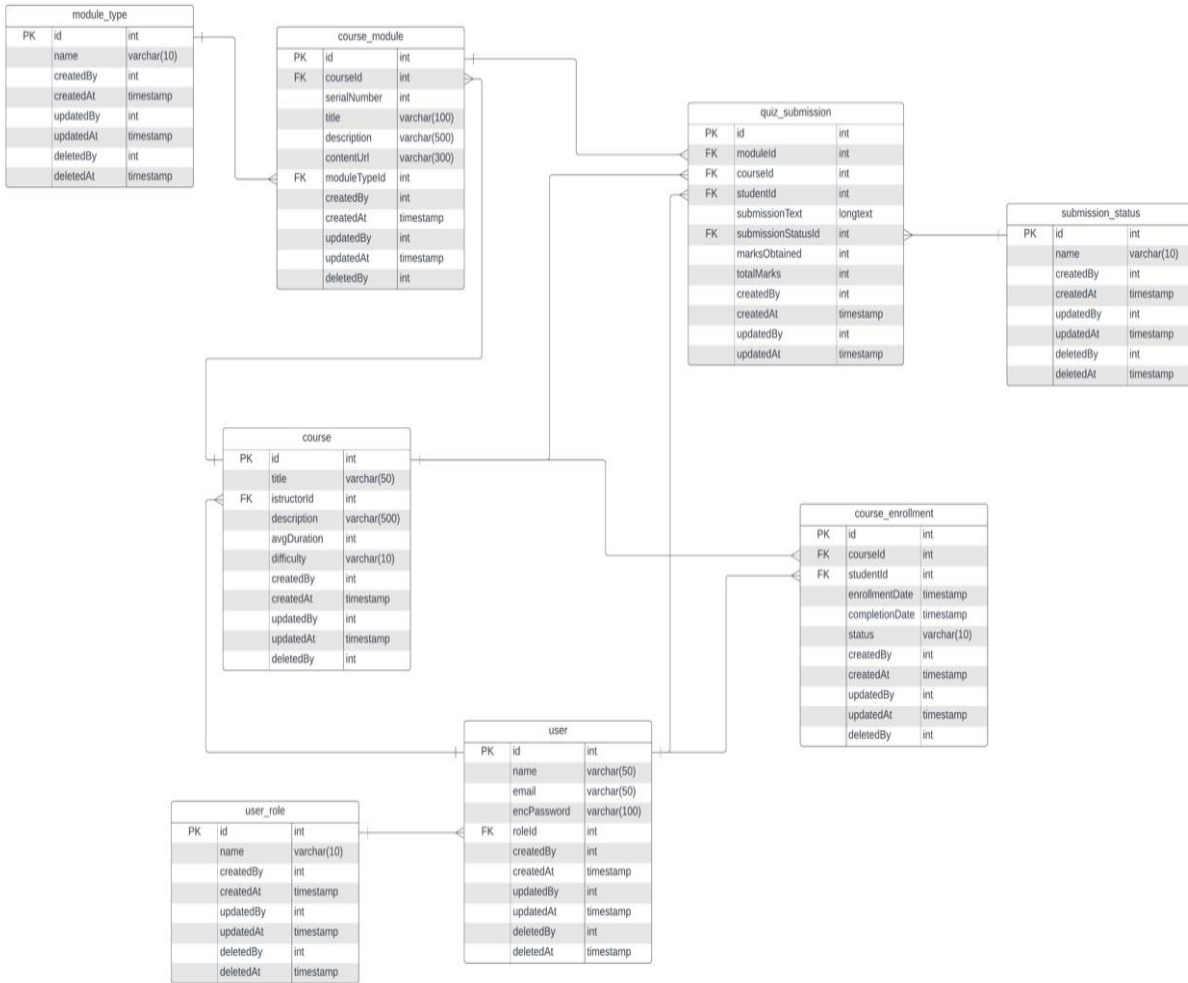 module_type
PK id int
name varchar(10)
createdBy int
createdAt timestamp
updatedBy int
updatedAt timestamp
deletedBy int
deletedAt timestamp
course_module
PK id int
FK courseId int
serialNumber int
title varchar(100)
description varchar(500)
contentUrl varchar(300)
FK moduleTypeId int
createdBy int
createdAt timestamp
updatedBy int
updatedAt timestamp
deletedBy int
quiz_submission
PK id int
FK moduleId int
FK courseId int
FK studentId int
submissionText longtext
FK submissionStatusId int
marksObtained int
totalMarks int
createdBy int
createdAt timestamp
updatedBy int
updatedAt timestamp
submission_status
PK id int
name varchar(10)
createdBy int
createdAt timestamp
updatedBy int
updatedAt timestamp
deletedBy int
deletedAt timestamp
course
PK id int
title varchar(50)
FK istructorId int
description varchar(500)
avgDuration int
difficulty varchar(10)
createdBy int
createdAt timestamp
updatedBy int
updatedAt timestamp
deletedBy int
course_enrollment
PK id int
FK courseId int
FK studentId int
enrollmentDate timestamp
completionDate timestamp
status varchar(10)
createdBy int
createdAt timestamp
updatedBy int
updatedAt timestamp
deletedBy int
user
PK id int
name varchar(50)
email varchar(50)
encPassword varchar(100)
FK roleId int
createdBy int
createdAt timestamp
updatedBy int
updatedAt timestamp
deletedBy int
deletedAt timestamp
user_role
PK id int
name varchar(10)
createdBy int
createdAt timestamp
updatedBy int
updatedAt timestamp
deletedBy int
deletedAt timestamp